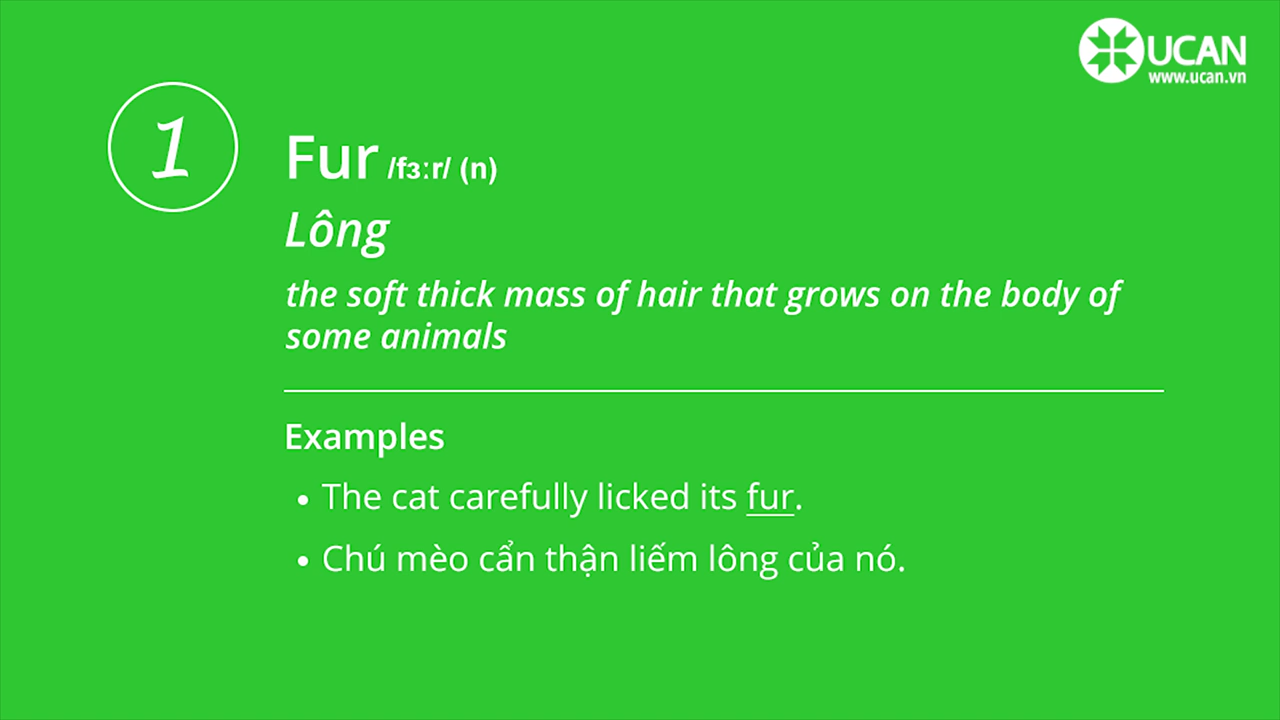 UCAN
www.ucan.vn
1
Fur /fɜːr/ (n)
Lông
the soft thick mass of hair that grows on the body of
some animals
Examples
• The cat carefully licked its fur.
• Chú mèo cẩn thận liếm lông của nó.